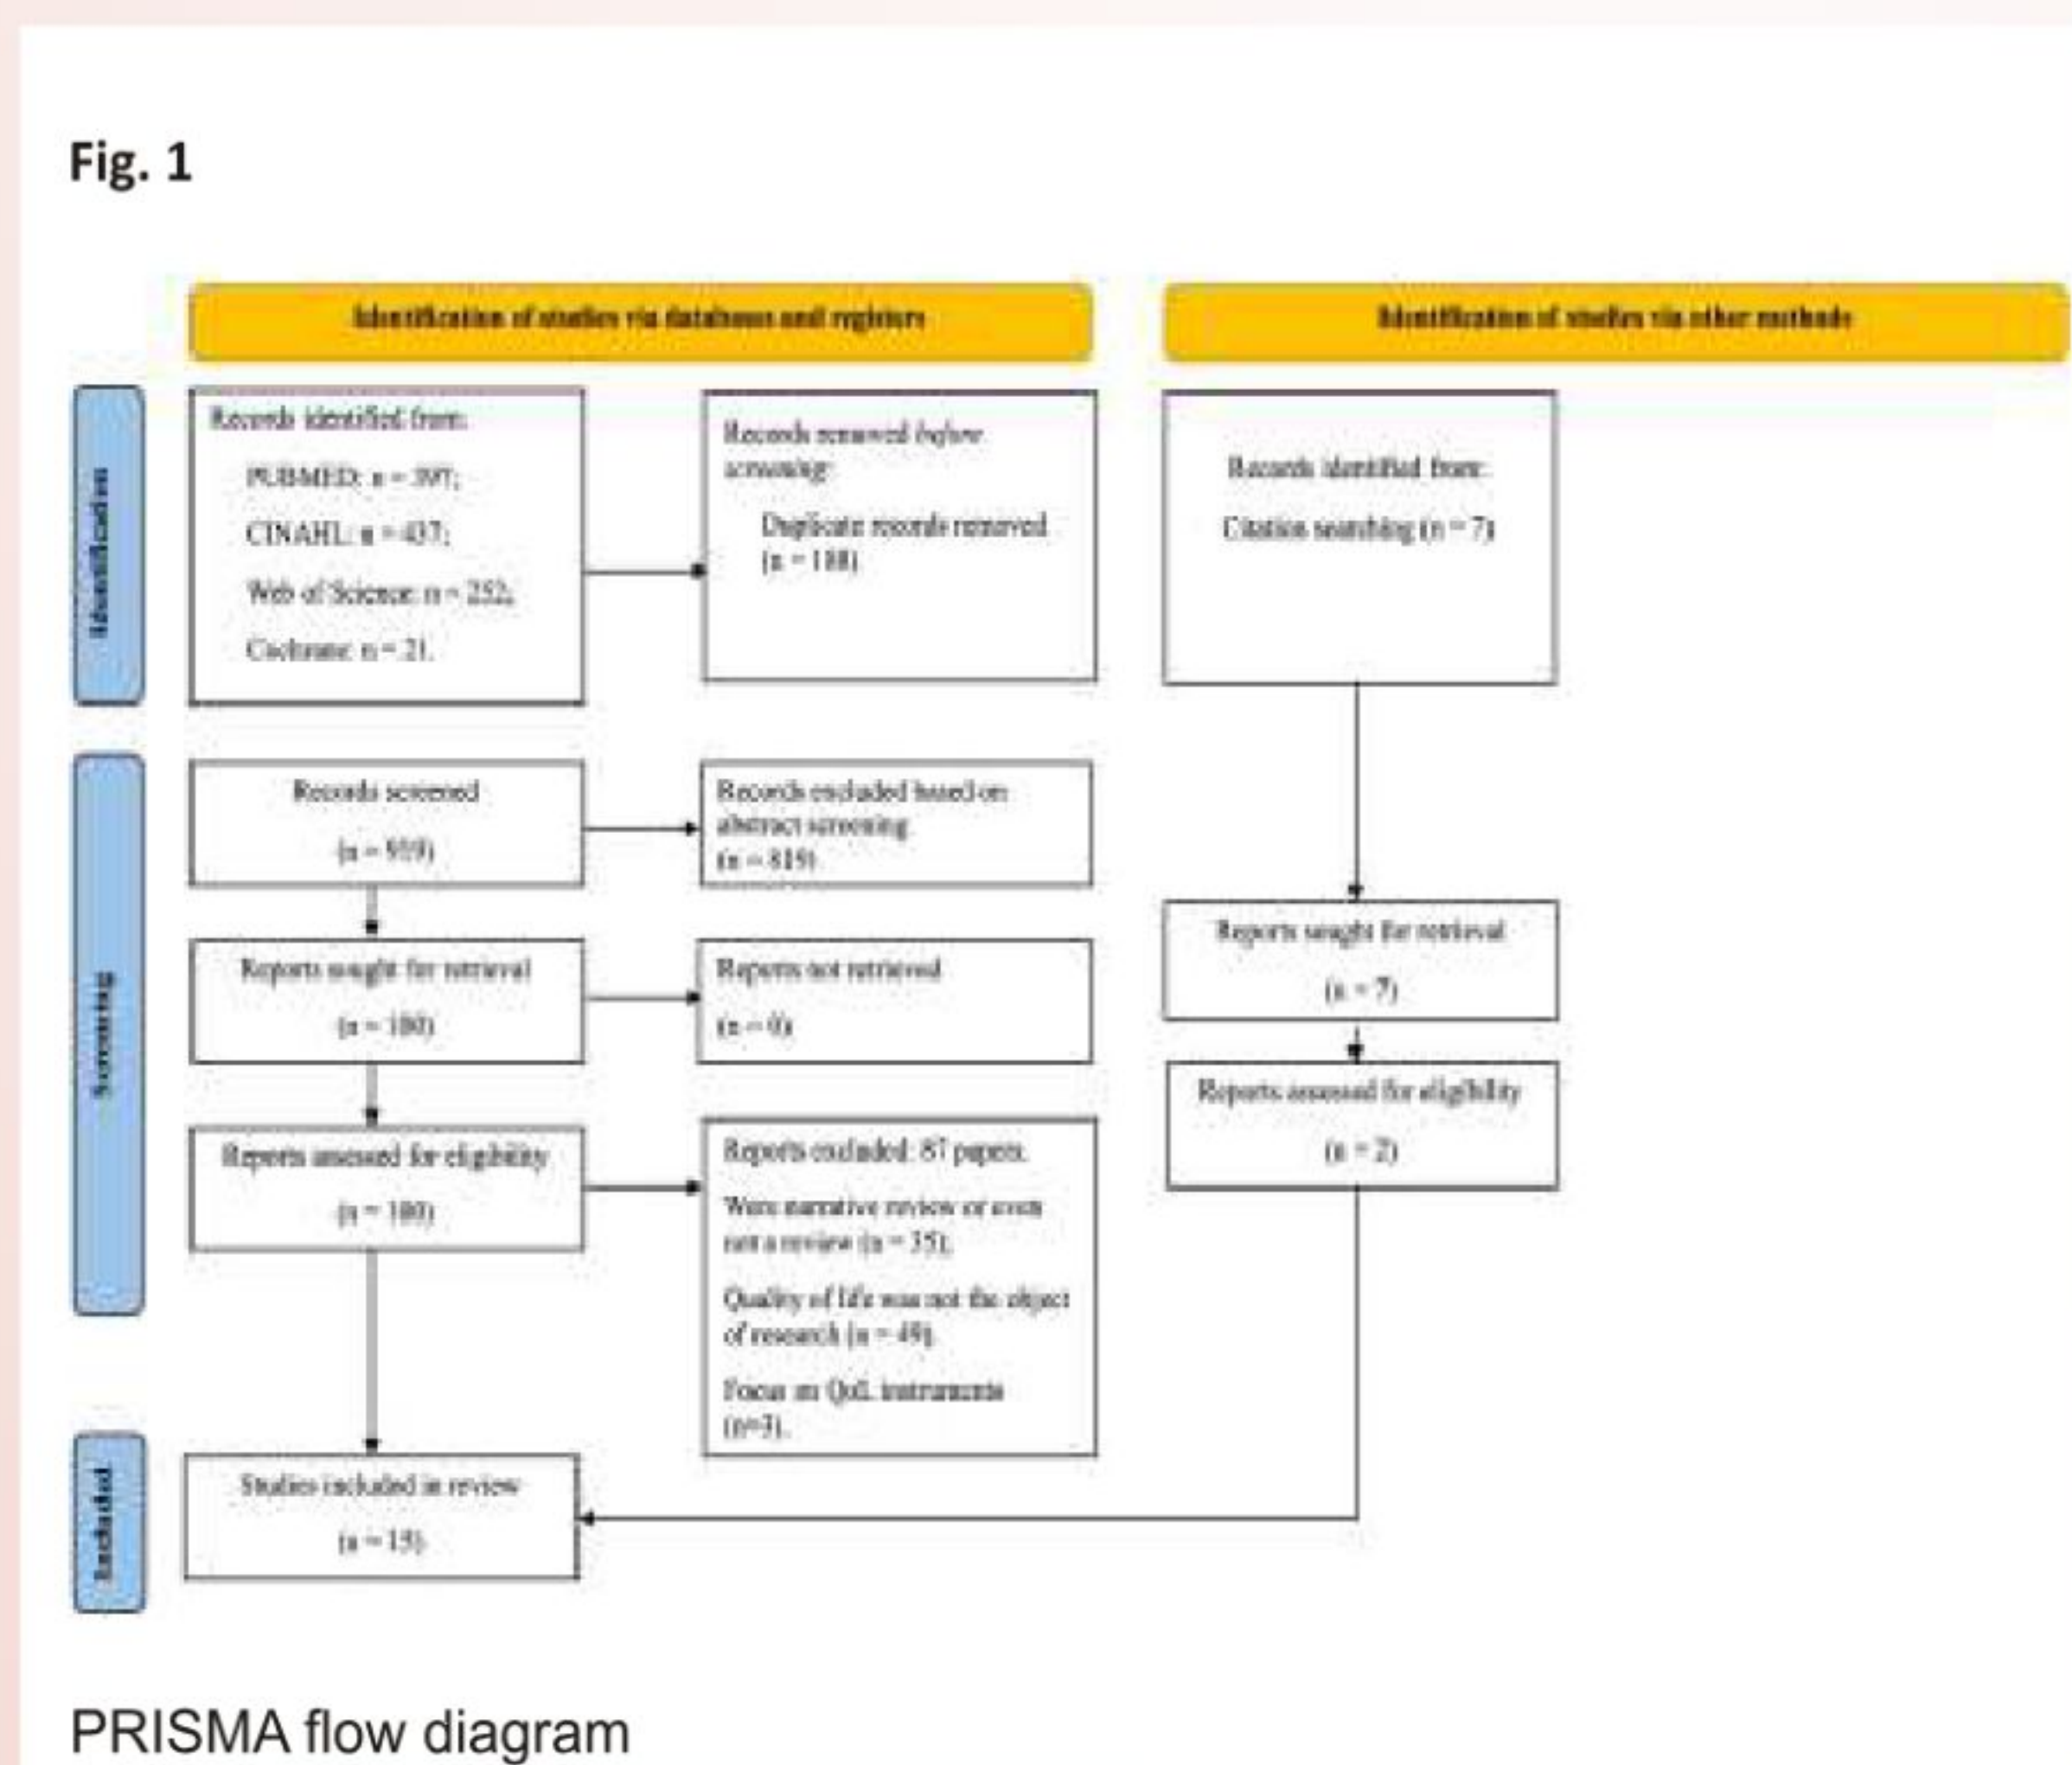 Fig. 1
Identification of studies via databases and registers
Identification of studies via other methods
Identification
Records identified from:
PUBMED: n = 397;
CINAHL: n = 437;
Web of Science: n = 252;
Cochrane: n = 21.
Records removed before
screening:
Duplicate records removed
(n = 188)
Records identified from:
Citation searching (n = 7)
Screening
Records screened
(n = 919)
Records excluded based on
abstract screening
(n = 819)
Reports sought for retrieval
(n = 100)
Reports not retrieved
(n = 0)
Reports sought for retrieval
(n = 7)
Reports assessed for eligibility
(n = 100)
Reports excluded: 87 papers.
Were narrative review or even
not a review (n = 35);
Quality of life was not the object
of research (n = 49).
Focus on QoL instruments
(n=3).
Reports assessed for eligibility
(n = 2)
Included
Studies included in review
(n = 15)
PRISMA flow diagram